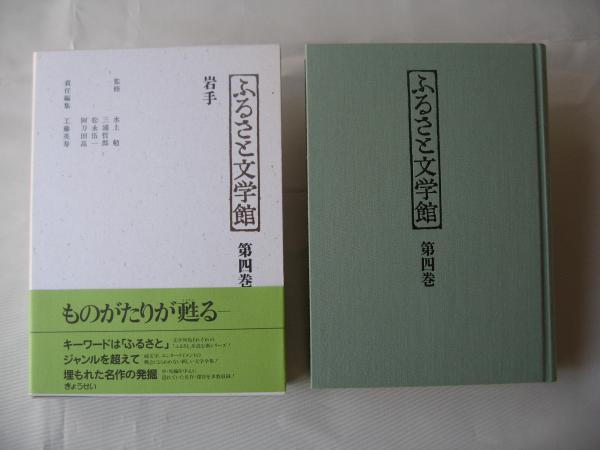 ふるさと文学館 第四巻
岩手
監修
水上 勉
三浦哲郎
松永伍一
阿刀田高
責任編集 工藤英寿
ものがたりが甦る
キーワードは「ふるさと」
ジャンルを超えて
埋もれた名作の発掘
ぎょうせい
ふるさと文学館 第四巻